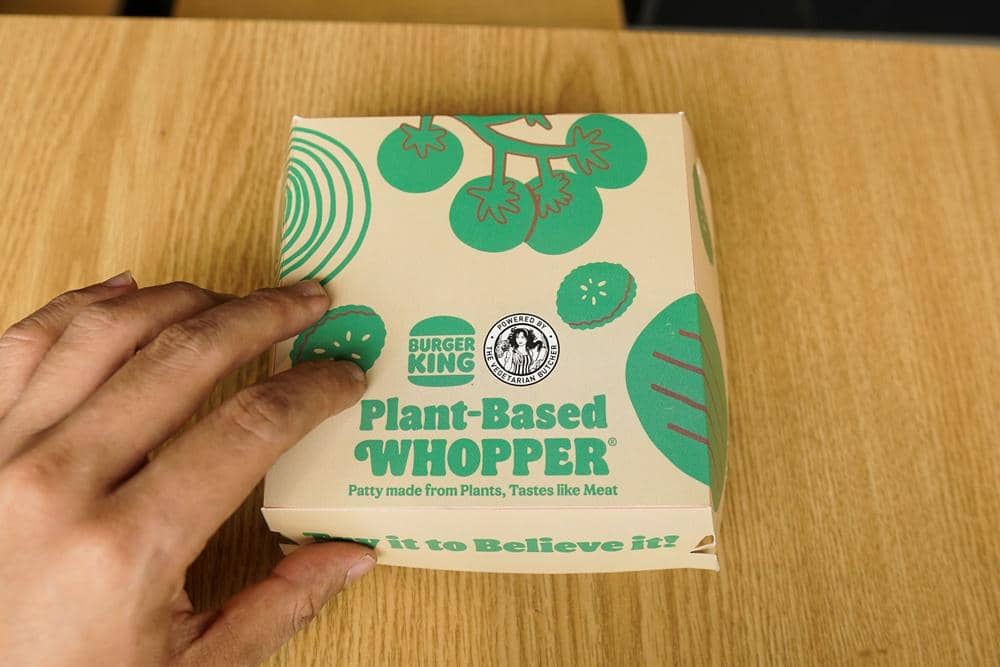 BURGER
KING
POWERED BY
THE VEGETARIAN BUTCHER
Plant-Based
WHOPPER®
Patty made from Plants, Tastes like Meat
it to Believe it!